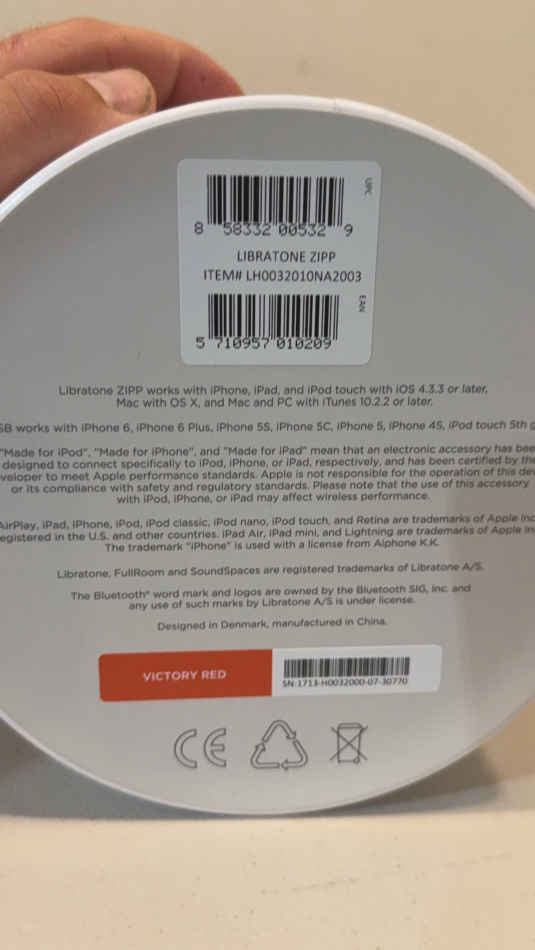 UPC
8 58332 00532 9
LIBRATONE ZIPP
ITEM# LH0032010NA2003
EAN
5 710957 010209
Libratone ZIPP works with iPhone, iPad, and iPod touch with iOS 4.3.3 or later,
Mac with OS X, and Mac and PC with iTunes 10.2.2 or later.
SB works with iPhone 6, iPhone 6 Plus, iPhone 5S, iPhone 5C, iPhone 5, iPhone 4S, iPod touch 5th
"Made for iPod", "Made for iPhone", and "Made for iPad" mean that an electronic accessory has
designed to connect specifically to iPod, iPhone, or iPad, respectively, and has been certified by
veloper to meet Apple performance standards. Apple is not responsible for the operation of this
or its compliance with safety and regulatory standards. Please note that the use of this accessory
with iPod, iPhone, or iPad may affect wireless performance.
AirPlay, iPad, iPhone, iPod, iPod classic, iPod nano, iPod touch, and Retina are trademarks of Apple Inc
egistered in the U.S. and other countries. iPad Air, iPad mini, and Lightning are trademarks of Apple
The trademark "iPhone" is used with a license from Aiphone K.K.
Libratone, FullRoom and SoundSpaces are registered trademarks of Libratone A/S.
The Bluetooth® word mark and logos are owned by the Bluetooth SIG, Inc. and
any use of such marks by Libratone A/S is under license.
Designed in Denmark, manufactured in China.
VICTORY RED
SN:1713-H0032000-07-30770
CE